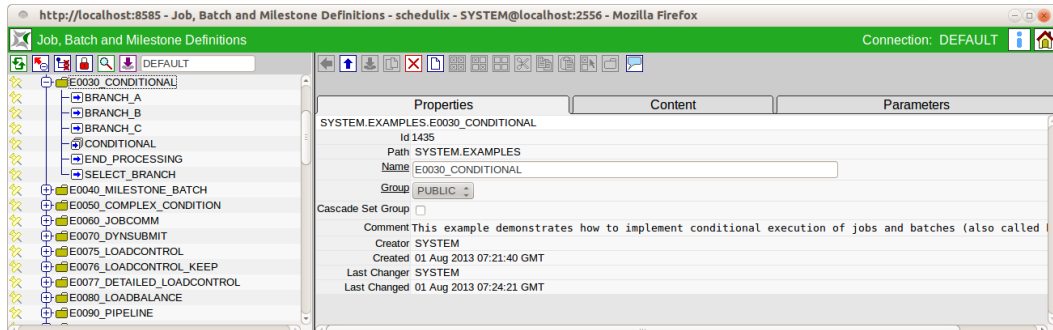 http://localhost:8585 - Job, Batch and Milestone Definitions - schedulix - SYSTEM@localhost:2556 - Mozilla Firefox
Job, Batch and Milestone Definitions
Connection: DEFAULT
DEFAULT
E0030_CONDITIONAL
BRANCH_A
BRANCH_B
BRANCH_C
CONDITIONAL
END_PROCESSING
SELECT_BRANCH
E0040_MILESTONE_BATCH
E0050_COMPLEX_CONDITION
E0060_JOBCOMM
E0070_DYNSUBMIT
E0075_LOADCONTROL
E0076_LOADCONTROL_KEEP
E0077_DETAILED_LOADCONTROL
E0080_LOADBALANCE
E0090_PIPELINE
Properties
Content
Parameters
SYSTEM.EXAMPLES.E0030_CONDITIONAL
Id 1435
Path SYSTEM.EXAMPLES
Name E0030_CONDITIONAL
Group PUBLIC
Cascade Set Group
Comment This example demonstrates how to implement conditional execution of jobs and batches (also called
Creator SYSTEM
Created 01 Aug 2013 07:21:40 GMT
Last Changer SYSTEM
Last Changed 01 Aug 2013 07:24:21 GMT